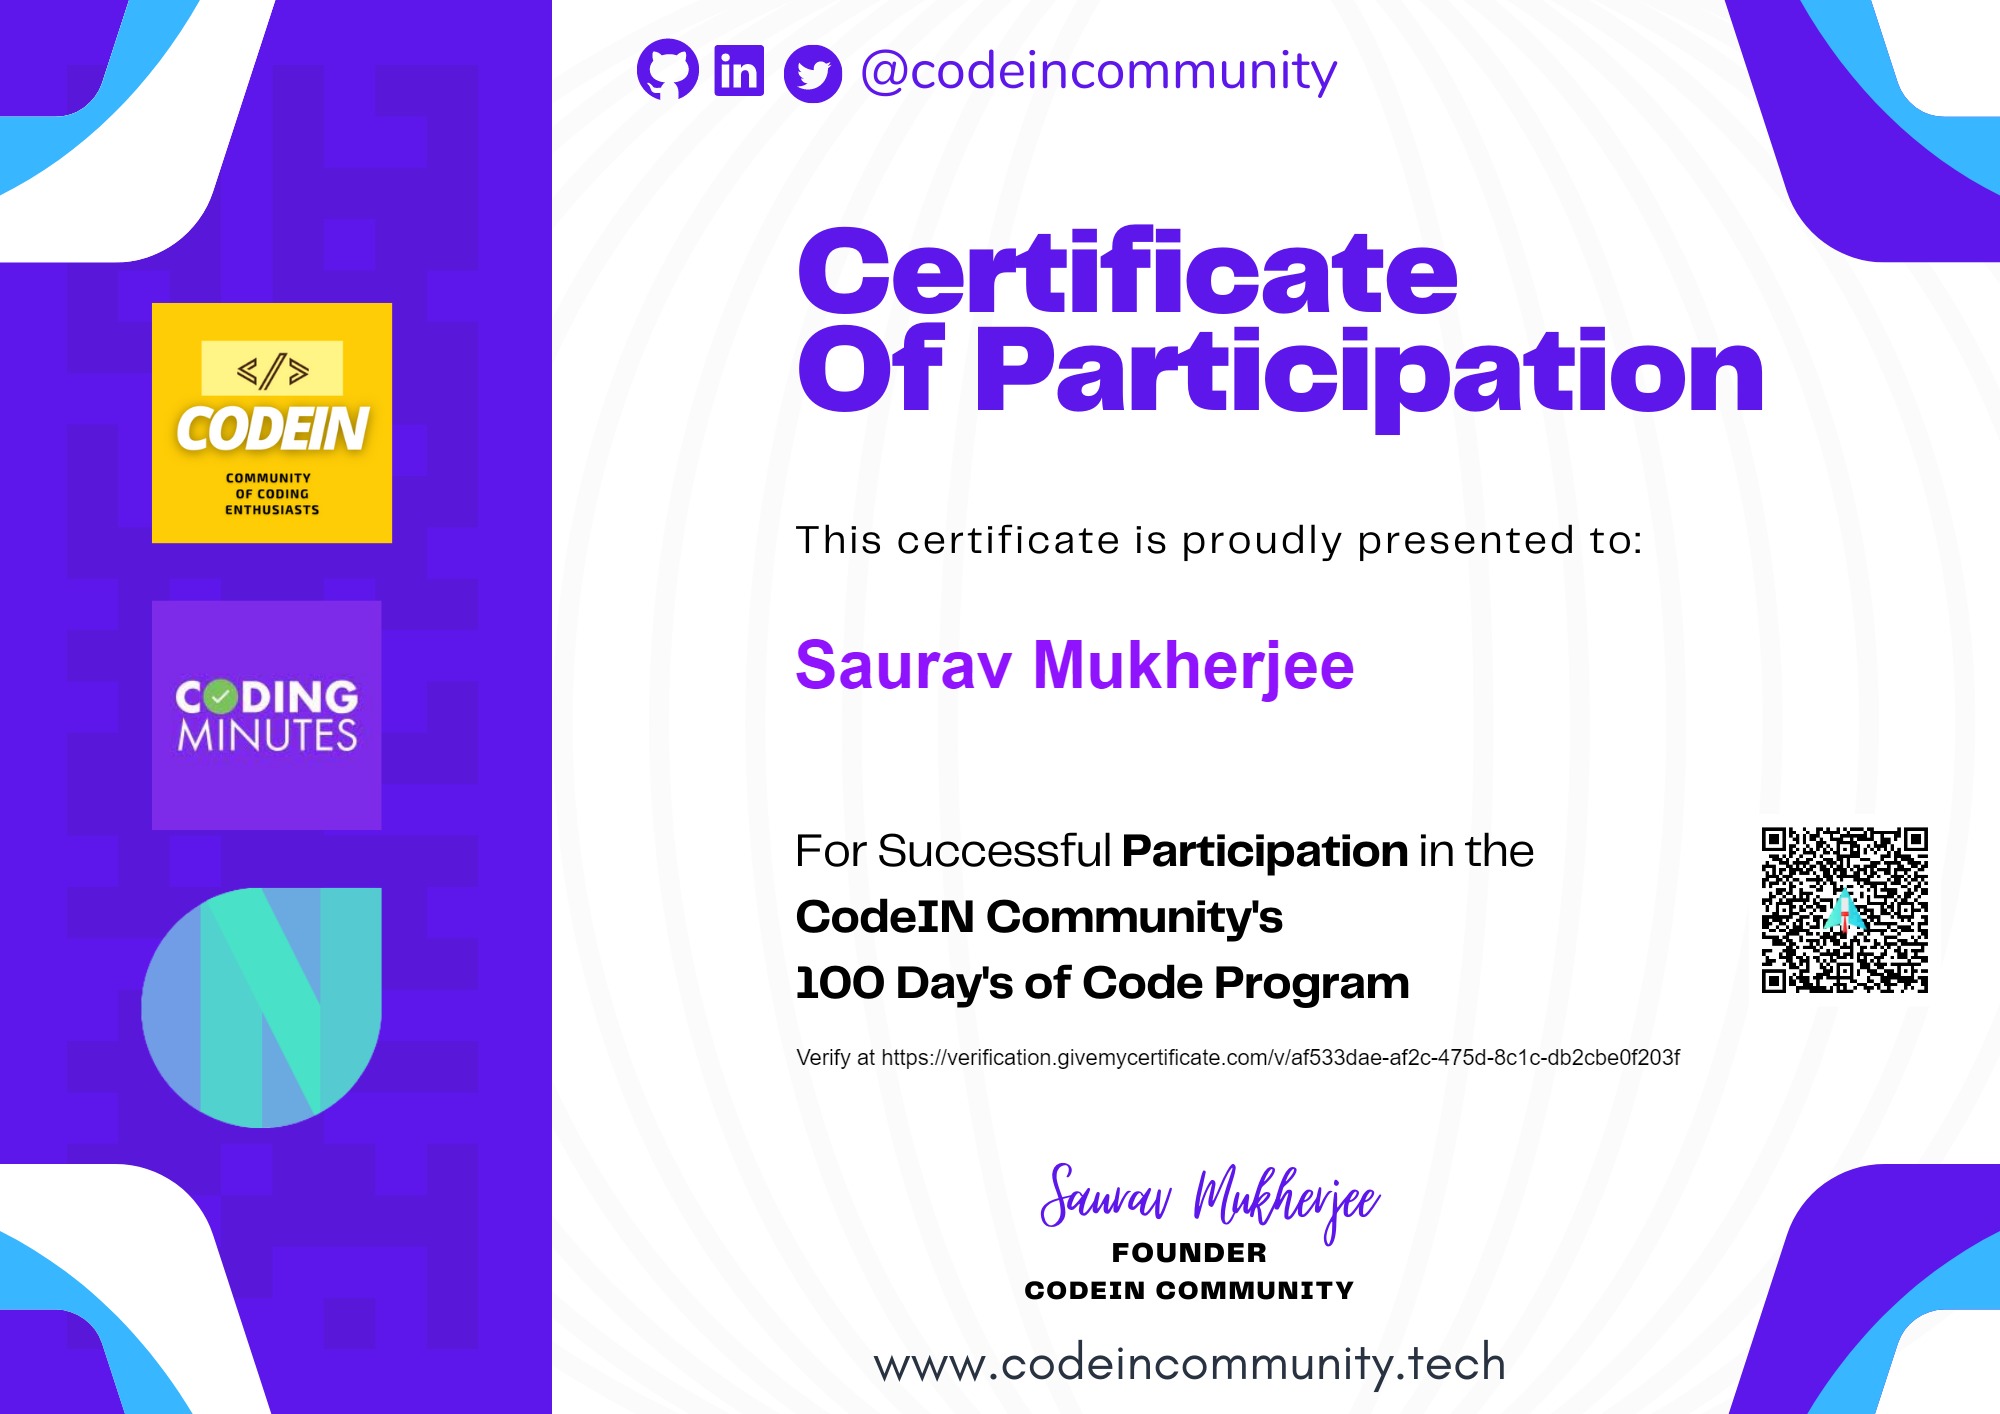 @codeincommunity
Certificate
Of Participation
This certificate is proudly presented to:
Saurav Mukherjee
For Successful Participation in the
CodeIN Community's
100 Day's of Code Program
Verify at https://verification.givemycertificate.com/v/af533dae-af2c-475d-8c1c-db2cbe0f203f
Saurav Mukherjee
FOUNDER
CODEIN COMMUNITY
www.codeincommunity.tech
</>
CODEIN
COMMUNITY
OF CODING
ENTHUSIASTS
CODING
MINUTES
N
in